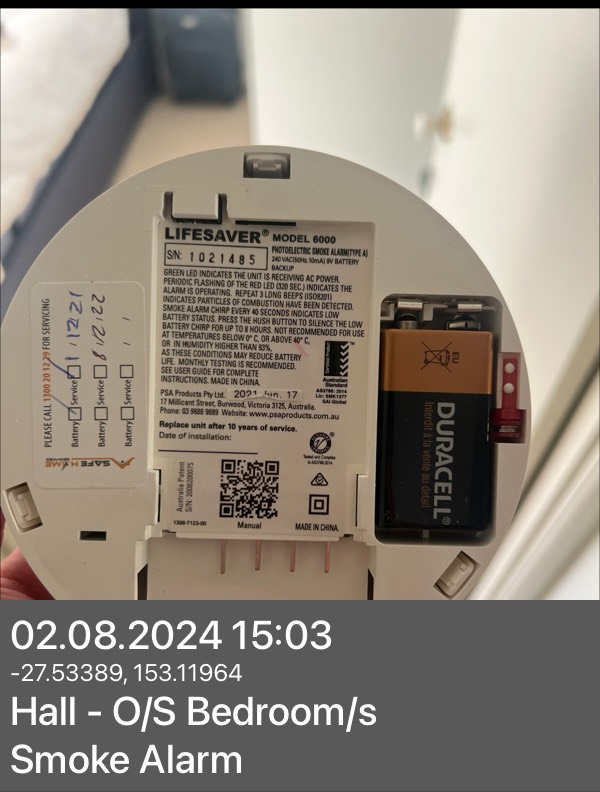 LIFESAVER® MODEL 6000
S/N: 1021485
PHOTOELECTRIC SMOKE ALARM(TYPE A)
240 VAC(50Hz,10mA) 9V BATTERY
BACKUP
GREEN LED INDICATES THE UNIT IS RECEIVING AC POWER.
PERIODIC FLASHING OF THE RED LED (320 SEC.) INDICATES THE
ALARM IS OPERATING. REPEAT 3 LONG BEEPS (ISO8201)
INDICATES PARTICLES OF COMBUSTION HAVE BEEN DETECTED.
SMOKE ALARM CHIRP EVERY 40 SECONDS INDICATES LOW
BATTERY STATUS. PRESS THE HUSH BUTTON TO SILENCE THE LOW
BATTERY CHIRP FOR UP TO 8 HOURS. NOT RECOMMENDED FOR USE
AT TEMPERATURES BELOW 0° C, OR ABOVE 40° C,
OR IN HUMIDITY HIGHER THAN 93%,
AS THESE CONDITIONS MAY REDUCE BATTERY
LIFE. MONTHLY TESTING IS RECOMMENDED.
SEE USER GUIDE FOR COMPLETE
INSTRUCTIONS. MADE IN CHINA.
Australian
Standard
AS3786: 2014
Lic: SMK1377
SAI Global
PSA Products Pty Ltd. 2021 Jun. 17
17 Millicent Street, Burwood, Victoria 3125, Australia.
Phone: 03 9888 9889 Website: www.psaproducts.com.au
Replace unit after 10 years of service.
Date of installation:
Australia Patent
S/N: 2008200075
1308-7123-00
Manual
Tested and Complies
to AS3786:2014
MADE IN CHINA.
PLEASE CALL 1300 20 12 29 FOR SERVICING
Battery Service 1/12/21
Battery Service 8/12/22
Battery Service / /
SAFE HOME
EU
DURACELL®
Interdit à la vente au détail
02.08.2024 15:03
-27.53389, 153.11964
Hall - O/S Bedroom/s
Smoke Alarm